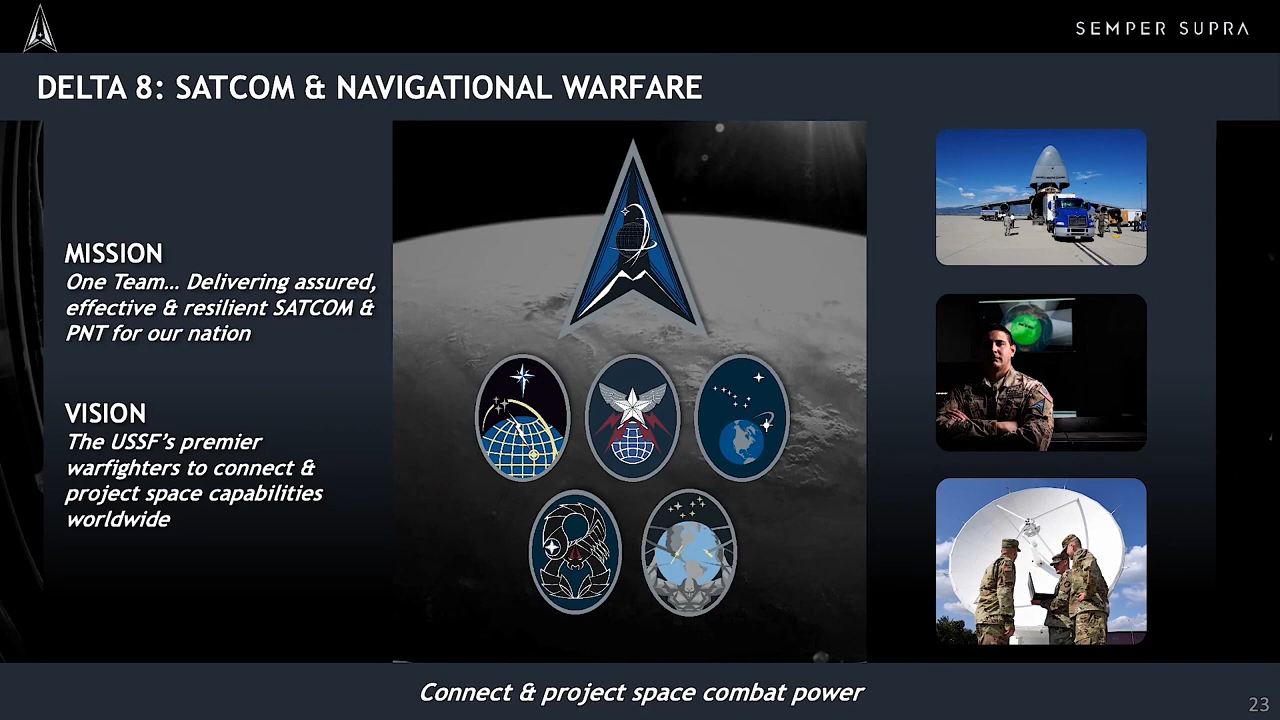 SEMPER SUPRA
DELTA 8: SATCOM & NAVIGATIONAL WARFARE
MISSION
One Team... Delivering assured,
effective & resilient SATCOM &
PNT for our nation
VISION
The USSF's premier
warfighters to connect &
project space capabilities
worldwide
Connect & project space combat power
23